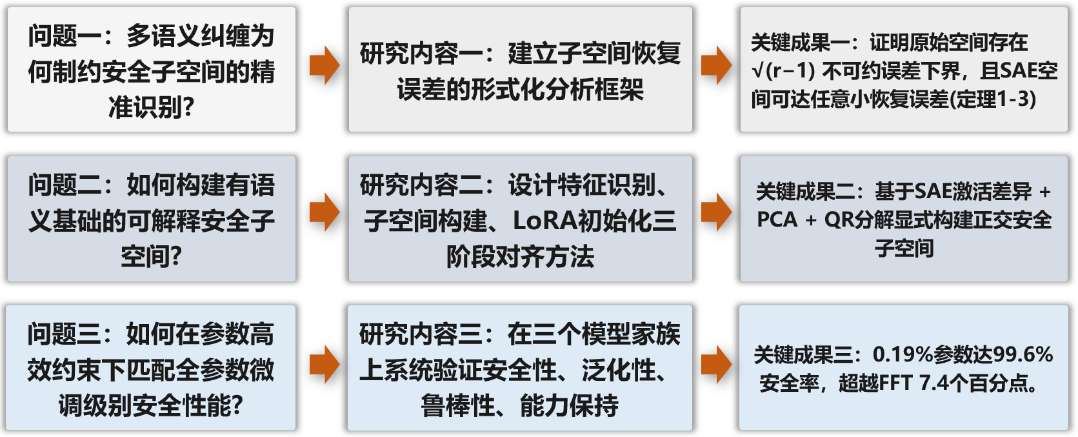 问题一：多语义纠缠为
何制约安全子空间的精
准识别?
研究内容一：建立子空间恢复
误差的形式化分析框架
关键成果一：证明原始空间存在
√(r−1) 不可约误差下界，且SAE空
间可达任意小恢复误差(定理1-3)
问题二：如何构建有语
义基础的可解释安全子
空间?
研究内容二：设计特征识别、
子空间构建、LoRA初始化三
阶段对齐方法
关键成果二：基于SAE激活差异 +
PCA + QR分解显式构建正交安全
子空间
问题三：如何在参数高
效约束下匹配全参数微
调级别安全性能?
研究内容三：在三个模型家族
上系统验证安全性、泛化性、
鲁棒性、能力保持
关键成果三：0.19%参数达99.6%
安全率，超越FFT 7.4个百分点。